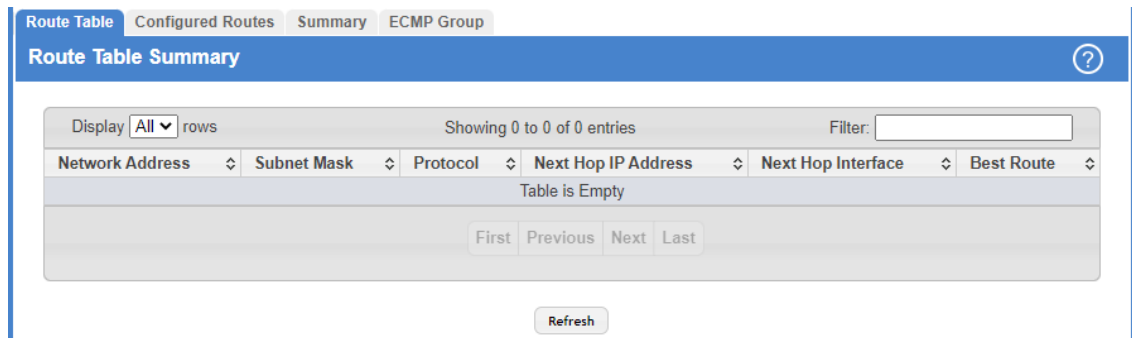 Route Table Configured Routes Summary ECMP Group
Route Table Summary ?
Display All rows Showing 0 to 0 of 0 entries Filter:
Network Address Subnet Mask Protocol Next Hop IP Address Next Hop Interface Best Route
Table is Empty
First Previous Next Last
Refresh